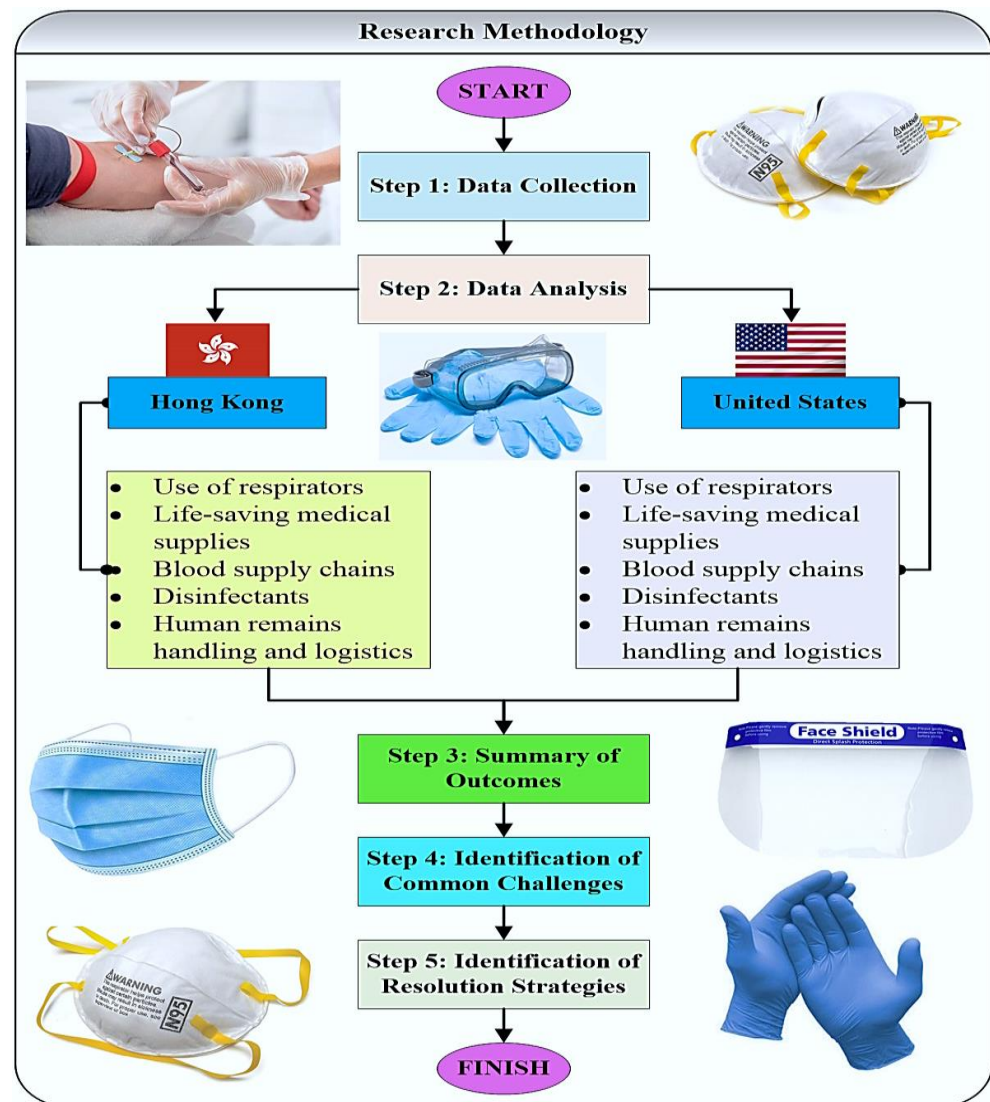 Research Methodology
START
Step 1: Data Collection
⚠WARNING
N95
⚠WARNING
N95
Step 2: Data Analysis
Hong Kong
United States
• Use of respirators
• Life-saving medical
supplies
• Blood supply chains
• Disinfectants
• Human remains
handling and logistics
• Use of respirators
• Life-saving medical
supplies
• Blood supply chains
• Disinfectants
• Human remains
handling and logistics
Step 3: Summary of
Outcomes
Face Shield
Direct Splash Protection
Step 4: Identification of
Common Challenges
Step 5: Identification of
Resolution Strategies
⚠WARNING
N95
FINISH